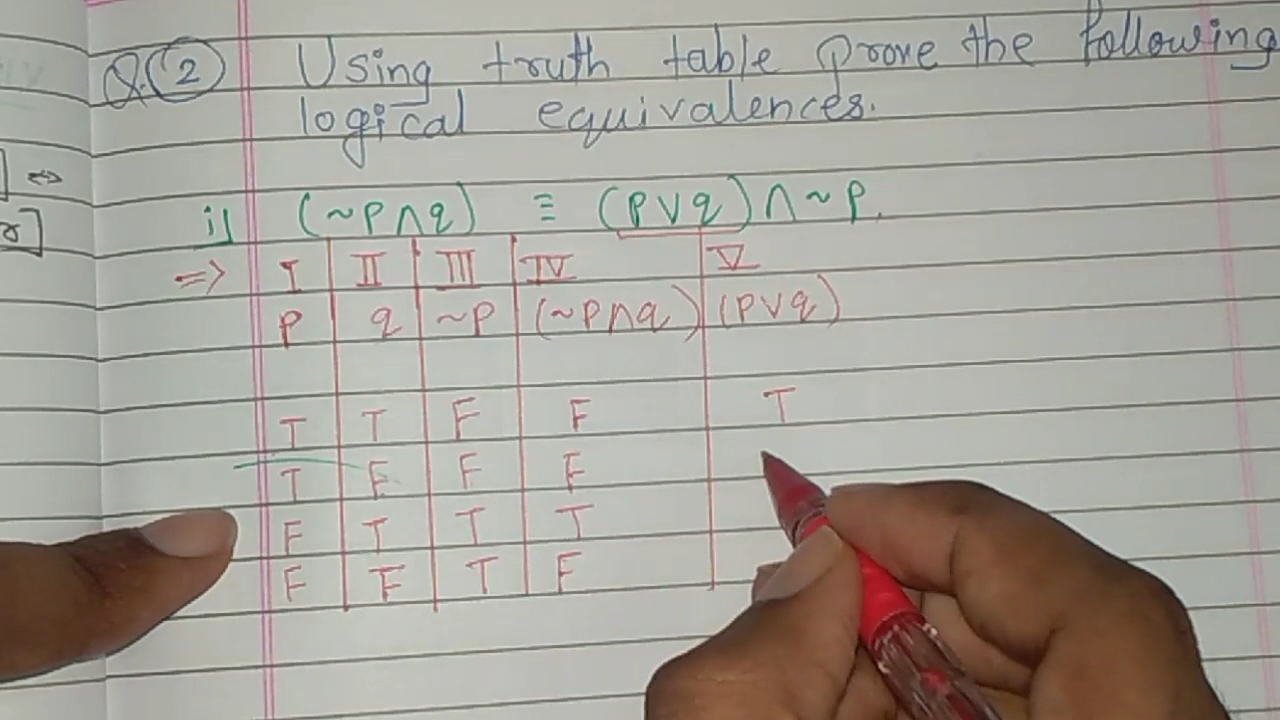 Q.(2) Using truth table prove the following
logical equivalences.
] ⇔
i) (~p∧q) ≡ (p∨q)∧~p.
r]
=> I II III IV V
p q ~p (~p∧q) (p∨q)
T T F F T
T F F F
F T T T
F F T F